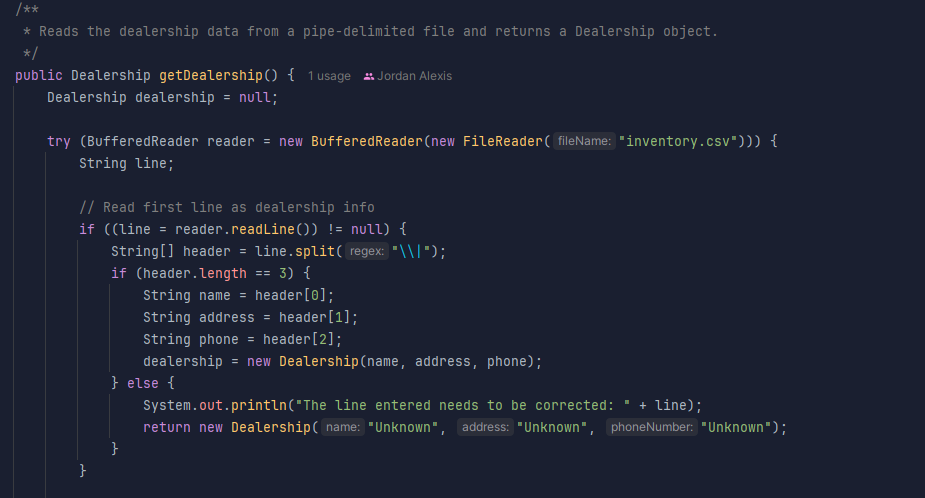 /**
 * Reads the dealership data from a pipe-delimited file and returns a Dealership object.
 */
public Dealership getDealership() { 1 usage Jordan Alexis
    Dealership dealership = null;

    try (BufferedReader reader = new BufferedReader(new FileReader( fileName: "inventory.csv"))) {
        String line;

        // Read first line as dealership info
        if ((line = reader.readLine()) != null) {
            String[] header = line.split( regex: "\\|");
            if (header.length == 3) {
                String name = header[0];
                String address = header[1];
                String phone = header[2];
                dealership = new Dealership(name, address, phone);
            } else {
                System.out.println("The line entered needs to be corrected: " + line);
                return new Dealership( name: "Unknown", address: "Unknown", phoneNumber: "Unknown");
            }
        }